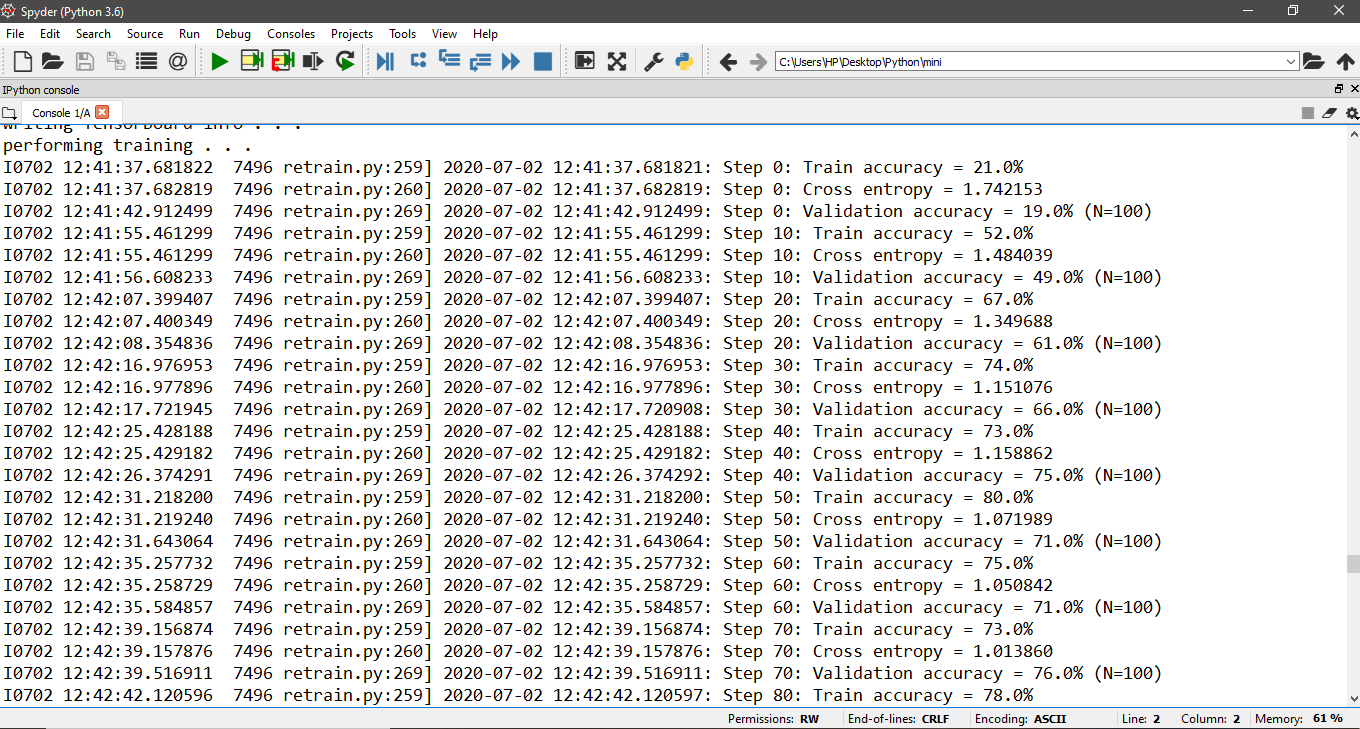 Spyder (Python 3.6)
File Edit Search Source Run Debug Consoles Projects Tools View Help
C:\Users\HP\Desktop\Python\mini
IPython console
Console 1/A
writing TensorBoard info . . .
performing training . . .
I0702 12:41:37.681822  7496 retrain.py:259] 2020-07-02 12:41:37.681821: Step 0: Train accuracy = 21.0%
I0702 12:41:37.682819  7496 retrain.py:260] 2020-07-02 12:41:37.682819: Step 0: Cross entropy = 1.742153
I0702 12:41:42.912499  7496 retrain.py:269] 2020-07-02 12:41:42.912499: Step 0: Validation accuracy = 19.0% (N=100)
I0702 12:41:55.461299  7496 retrain.py:259] 2020-07-02 12:41:55.461299: Step 10: Train accuracy = 52.0%
I0702 12:41:55.461299  7496 retrain.py:260] 2020-07-02 12:41:55.461299: Step 10: Cross entropy = 1.484039
I0702 12:41:56.608233  7496 retrain.py:269] 2020-07-02 12:41:56.608233: Step 10: Validation accuracy = 49.0% (N=100)
I0702 12:42:07.399407  7496 retrain.py:259] 2020-07-02 12:42:07.399407: Step 20: Train accuracy = 67.0%
I0702 12:42:07.400349  7496 retrain.py:260] 2020-07-02 12:42:07.400349: Step 20: Cross entropy = 1.349688
I0702 12:42:08.354836  7496 retrain.py:269] 2020-07-02 12:42:08.354836: Step 20: Validation accuracy = 61.0% (N=100)
I0702 12:42:16.976953  7496 retrain.py:259] 2020-07-02 12:42:16.976953: Step 30: Train accuracy = 74.0%
I0702 12:42:16.977896  7496 retrain.py:260] 2020-07-02 12:42:16.977896: Step 30: Cross entropy = 1.151076
I0702 12:42:17.721945  7496 retrain.py:269] 2020-07-02 12:42:17.720908: Step 30: Validation accuracy = 66.0% (N=100)
I0702 12:42:25.428188  7496 retrain.py:259] 2020-07-02 12:42:25.428188: Step 40: Train accuracy = 73.0%
I0702 12:42:25.429182  7496 retrain.py:260] 2020-07-02 12:42:25.429182: Step 40: Cross entropy = 1.158862
I0702 12:42:26.374291  7496 retrain.py:269] 2020-07-02 12:42:26.374292: Step 40: Validation accuracy = 75.0% (N=100)
I0702 12:42:31.218200  7496 retrain.py:259] 2020-07-02 12:42:31.218200: Step 50: Train accuracy = 80.0%
I0702 12:42:31.219240  7496 retrain.py:260] 2020-07-02 12:42:31.219240: Step 50: Cross entropy = 1.071989
I0702 12:42:31.643064  7496 retrain.py:269] 2020-07-02 12:42:31.643064: Step 50: Validation accuracy = 71.0% (N=100)
I0702 12:42:35.257732  7496 retrain.py:259] 2020-07-02 12:42:35.257732: Step 60: Train accuracy = 75.0%
I0702 12:42:35.258729  7496 retrain.py:260] 2020-07-02 12:42:35.258729: Step 60: Cross entropy = 1.050842
I0702 12:42:35.584857  7496 retrain.py:269] 2020-07-02 12:42:35.584857: Step 60: Validation accuracy = 71.0% (N=100)
I0702 12:42:39.156874  7496 retrain.py:259] 2020-07-02 12:42:39.156874: Step 70: Train accuracy = 73.0%
I0702 12:42:39.157876  7496 retrain.py:260] 2020-07-02 12:42:39.157876: Step 70: Cross entropy = 1.013860
I0702 12:42:39.516911  7496 retrain.py:269] 2020-07-02 12:42:39.516911: Step 70: Validation accuracy = 76.0% (N=100)
I0702 12:42:42.120596  7496 retrain.py:259] 2020-07-02 12:42:42.120597: Step 80: Train accuracy = 78.0%
Permissions: RW End-of-lines: CRLF Encoding: ASCII Line: 2 Column: 2 Memory: 61 %